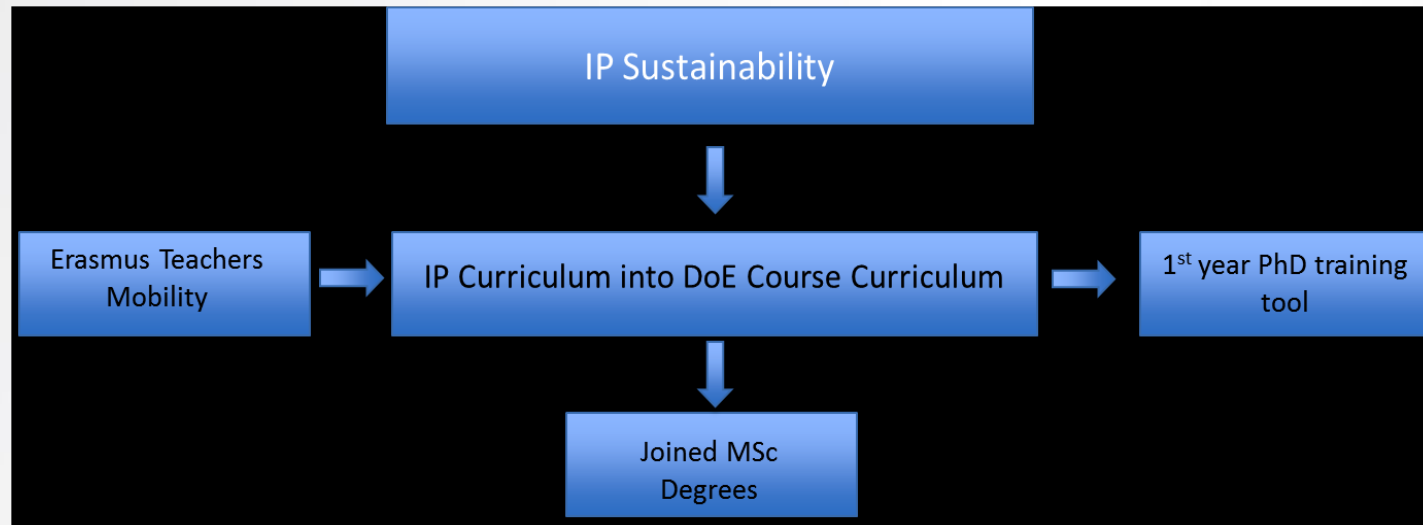 IP Sustainability
Erasmus Teachers
Mobility
IP Curriculum into DoE Course Curriculum
1st year PhD training
tool
Joined MSc
Degrees